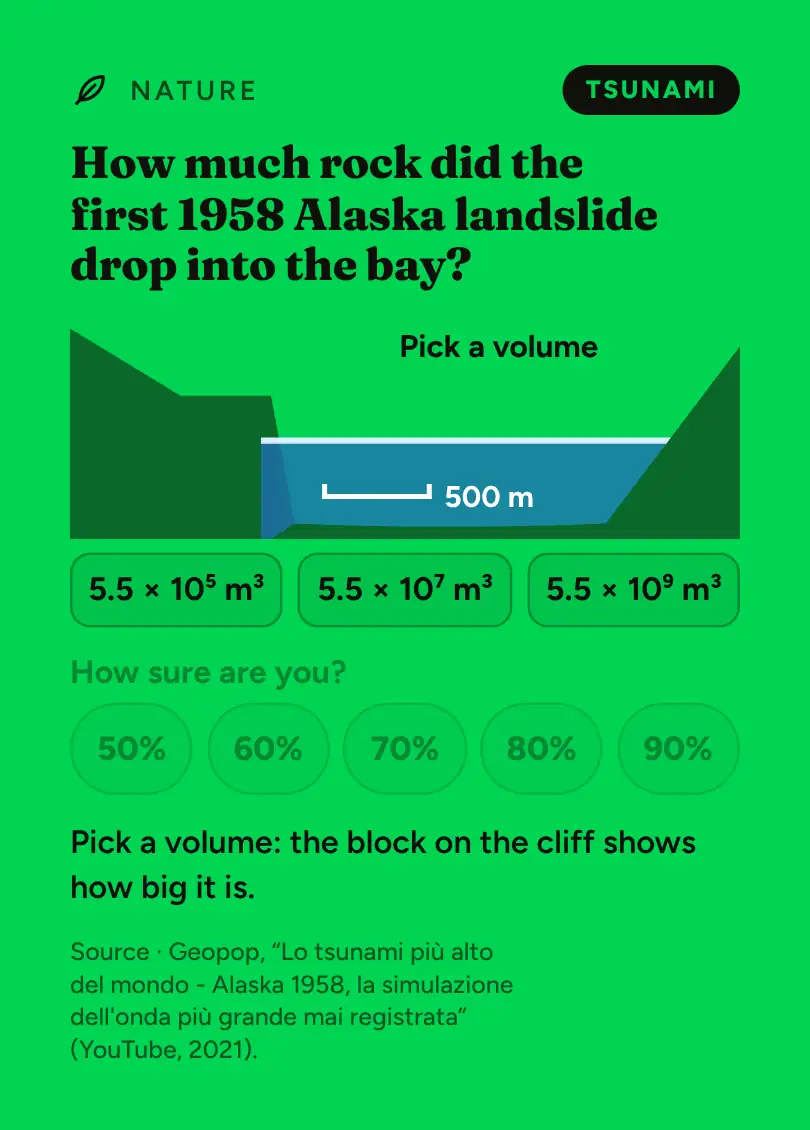 NATURE
TSUNAMI
How much rock did the
first 1958 Alaska landslide
drop into the bay?
Pick a volume
500 m
5.5 × 10⁵ m³
5.5 × 10⁷ m³
5.5 × 10⁹ m³
How sure are you?
50%
60%
70%
80%
90%
Pick a volume: the block on the cliff shows
how big it is.
Source · Geopop, “Lo tsunami più alto
del mondo - Alaska 1958, la simulazione
dell'onda più grande mai registrata”
(YouTube, 2021).